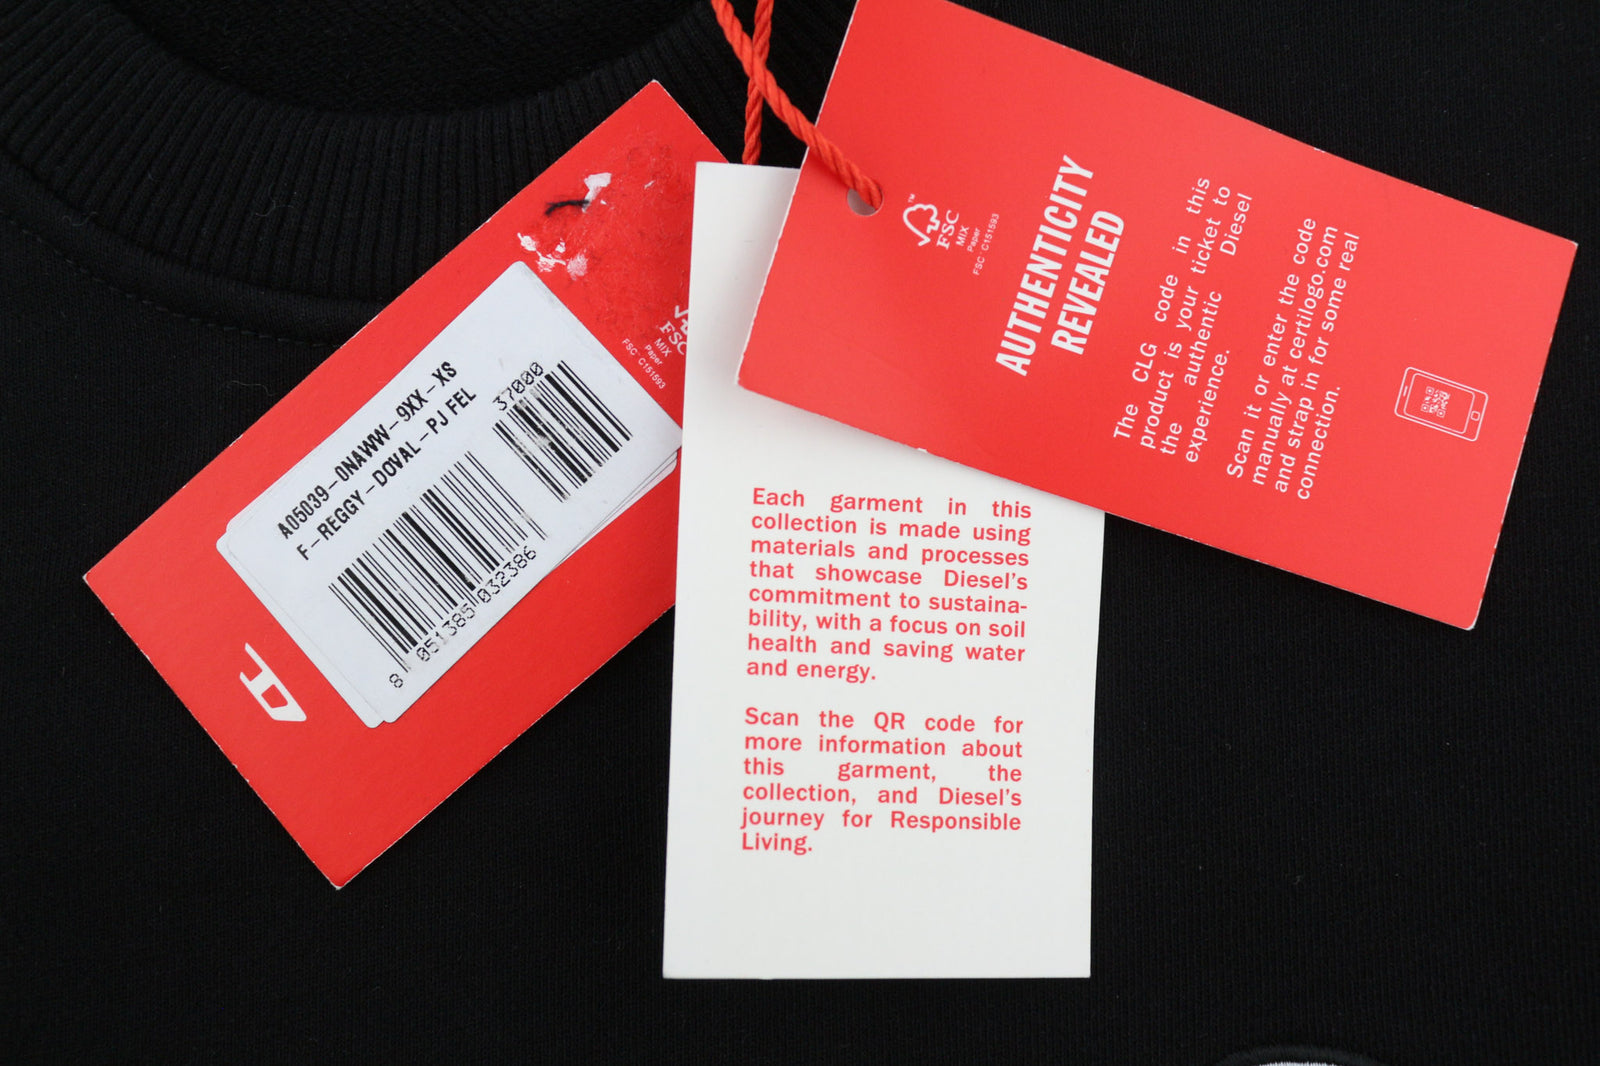 A05039-0NAWW-9XX-XS
F-REGGY-DOVAL-PJ FEL
37000
8 051385 032386
FSC
MIX
Paper
FSC™ C151593
Each garment in this
collection is made using
materials and processes
that showcase Diesel's
commitment to sustaina-
bility, with a focus on soil
health and saving water
and energy.
Scan the QR code for
more information about
this garment, the
collection, and Diesel's
journey for Responsible
Living.
FSC™
MIX
Paper
FSC C151593
AUTHENTICITY
REVEALED
The CLG code in this
product is your ticket to
the authentic Diesel
experience.
Scan it or enter the code
manually at certilogo.com
and strap in for some real
connection.